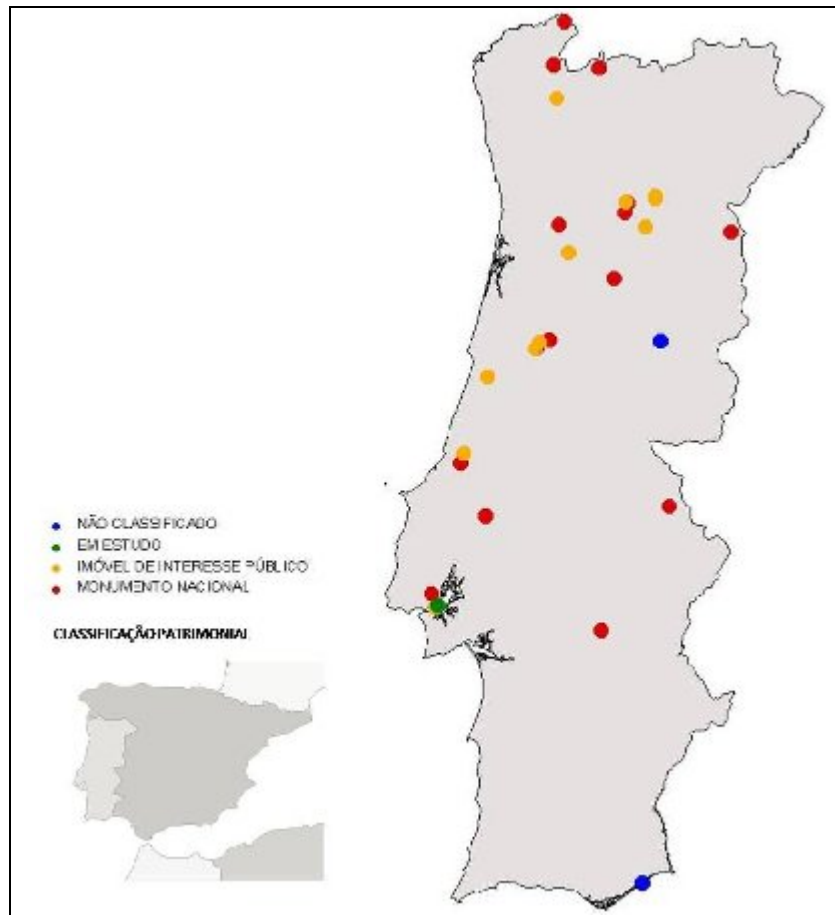 NÃO CLASSIFICADO
EM ESTUDO
IMÓVEL DE INTERESSE PÚBLICO
MONUMENTO NACIONAL
CLASSIFICAÇÃO PATRIMONIAL